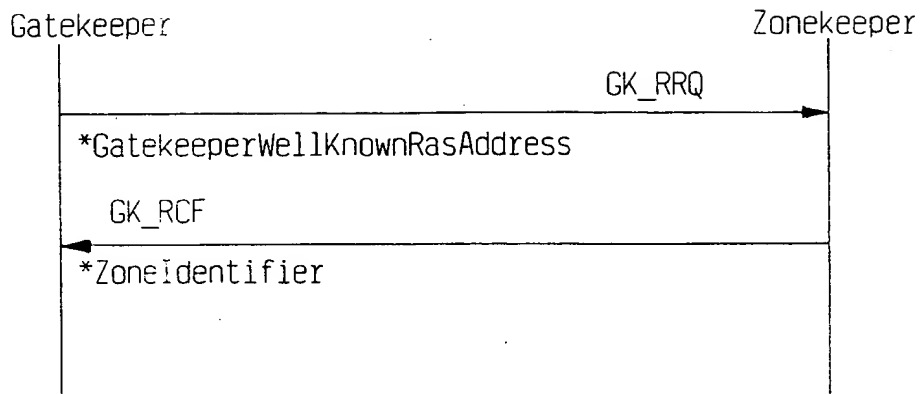 Gatekeeper
Zonekeeper
GK_RRQ
*GatekeeperWellKnownRasAddress
GK_RCF
*ZoneIdentifier